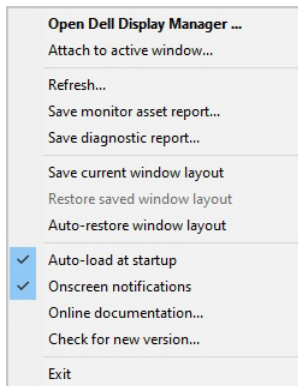 Open Dell Display Manager ...
Attach to active window...
Refresh...
Save monitor asset report...
Save diagnostic report...
Save current window layout
Restore saved window layout
Auto-restore window layout
Auto-load at startup
Onscreen notifications
Online documentation...
Check for new version...
Exit